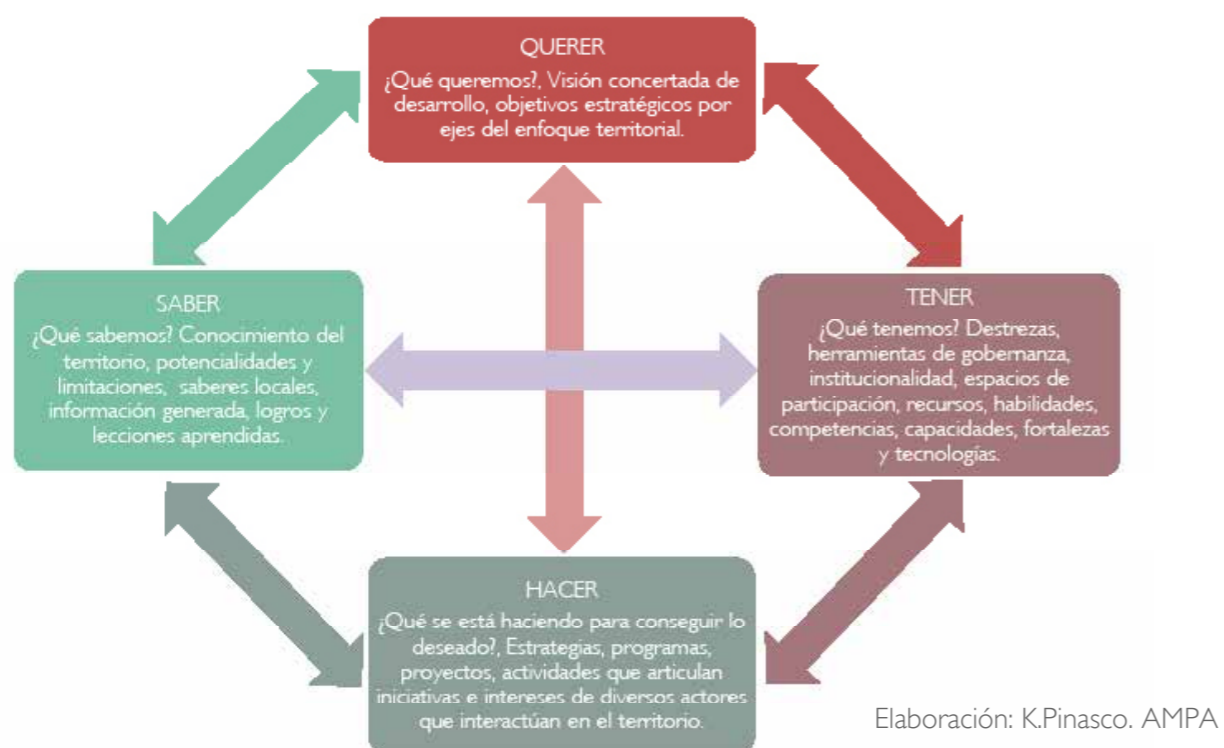 QUERER
¿Qué queremos?, Visión concertada de
desarrollo, objetivos estratégicos por
ejes del enfoque territorial.
SABER
¿Qué sabemos? Conocimiento del
territorio, potencialidades y
limitaciones, saberes locales,
información generada, logros y
lecciones aprendidas.
TENER
¿Qué tenemos? Destrezas,
herramientas de gobernanza,
institucionalidad, espacios de
participación, recursos, habilidades,
competencias, capacidades, fortalezas
y tecnologías.
HACER
¿Qué se está haciendo para conseguir lo
deseado?, Estrategias, programas,
proyectos, actividades que articulan
iniciativas e intereses de diversos actores
que interactúan en el territorio.
Elaboración: K.Pinasco. AMPA